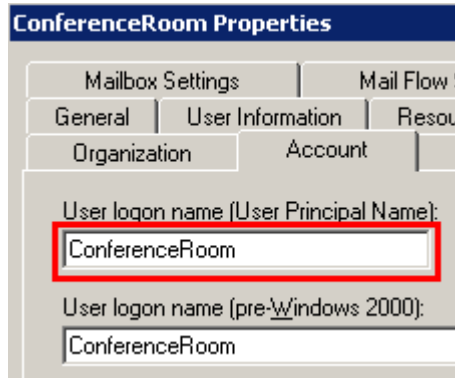 ConferenceRoom Properties
Mailbox Settings Mail Flow
General User Information Resou
Organization Account
User logon name (User Principal Name):
ConferenceRoom
User logon name (pre-Windows 2000):
ConferenceRoom